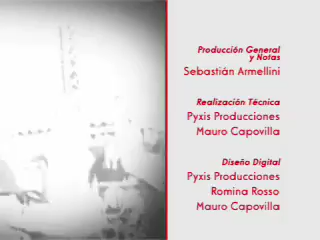 Producción General
y Notas
Sebastián Armellini
Realización Técnica
Pyxis Producciones
Mauro Capovilla
Diseño Digital
Pyxis Producciones
Romina Rosso
Mauro Capovilla